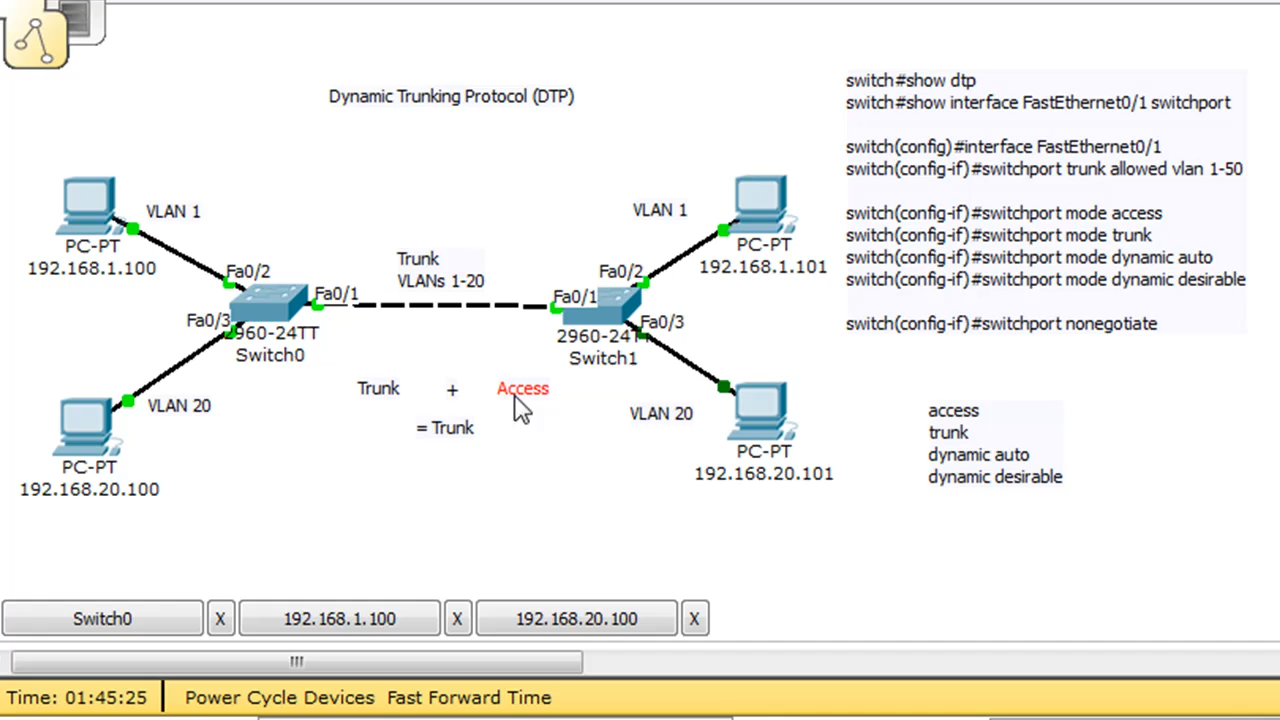 Dynamic Trunking Protocol (DTP)
switch#show dtp
switch#show interface FastEthernet0/1 switchport
switch(config)#interface FastEthernet0/1
switch(config-if)#switchport trunk allowed vlan 1-50
switch(config-if)#switchport mode access
switch(config-if)#switchport mode trunk
switch(config-if)#switchport mode dynamic auto
switch(config-if)#switchport mode dynamic desirable
switch(config-if)#switchport nonegotiate
access
trunk
dynamic auto
dynamic desirable
VLAN 1
PC-PT
192.168.1.100
Fa0/2
Fa0/1
Fa0/3
2960-24TT
Switch0
VLAN 20
PC-PT
192.168.20.100
Trunk
VLANs 1-20
Trunk + Access
= Trunk
VLAN 1
PC-PT
192.168.1.101
Fa0/2
Fa0/1
Fa0/3
2960-24TT
Switch1
VLAN 20
PC-PT
192.168.20.101
Switch0 X 192.168.1.100 X 192.168.20.100 X
Time: 01:45:25 Power Cycle Devices Fast Forward Time